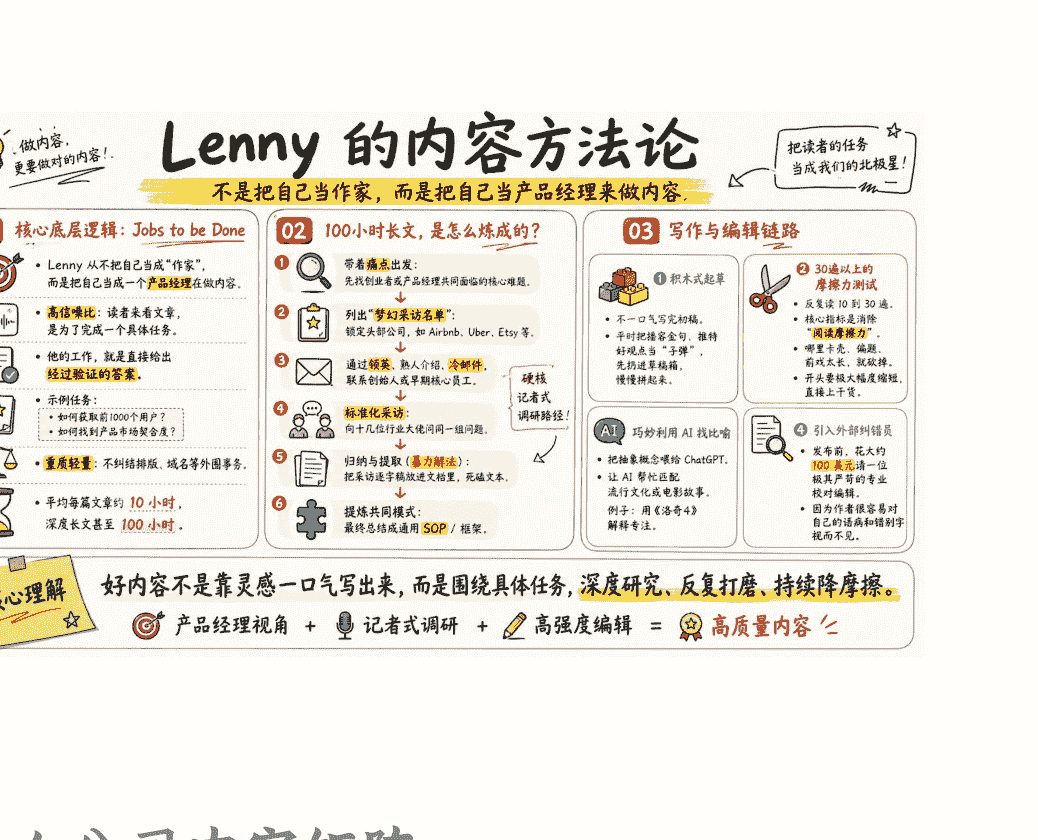 做内容,
更要做对的内容!
Lenny 的内容方法论
不是把自己当作家，而是把自己当产品经理来做内容.
把读者的任务
当成我们的北极星!
核心底层逻辑: Jobs to be Done
• Lenny 从不把自己当成“作家”,
而是把自己当成一个产品经理在做内容.
• 高信噪比: 读者来看文章,
是为了完成一个具体任务。
• 他的工作, 就是直接给出
经过验证的答案。
• 示例任务:
• 如何获取前1000个用户?
• 如何找到产品市场契合度?
• 重质轻量: 不纠结排版、域名等外围事务.
• 平均每篇文章约 10 小时,
深度长文甚至 100 小时。
02 100小时长文, 是怎么炼成的?
1 带着痛点出发:
先找创业者或产品经理共同面临的核心难题.
2 列出“梦幻采访名单”:
锁定头部公司, 如 Airbnb、Uber、Etsy 等.
3 通过领英、熟人介绍、冷邮件,
联系创始人或早期核心员工。
4 标准化采访:
向十几位行业大佬问同一组问题.
5 归纳与提取 (暴力解法):
把采访逐字稿放进文档里, 死磕文本.
6 提炼共同模式:
最终总结成通用 SOP / 框架。
硬核
记者式
调研路径!
03 写作与编辑链路
1 积木式起草
• 不一口气写完初稿。
• 平时把播客金句、推特
好观点当“子弹”,
先扔进草稿箱,
慢慢拼起来.
2 30遍以上的
摩擦力测试
• 反复读 10 到 30 遍.
• 核心指标是消除
“阅读摩擦力”.
• 哪里卡壳、偏题、
前戏太长, 就砍掉。
• 开头要极大幅度缩短,
直接上干货。
AI 巧妙利用 AI 找比喻
• 把抽象概念喂给 ChatGPT.
• 让 AI 帮忙匹配
流行文化或电影故事.
例子: 用《洛奇4》
解释专注.
4 引入外部纠错员
• 发布前, 花大约
100 美元请一位
极其严苛的专业
校对编辑.
• 因为作者很容易对
自己的语病和错别字
视而不见.
心理解
好内容不是靠灵感一口气写出来, 而是围绕具体任务, 深度研究、反复打磨、持续降摩擦。
产品经理视角 + 记者式调研 + 高强度编辑 = 高质量内容